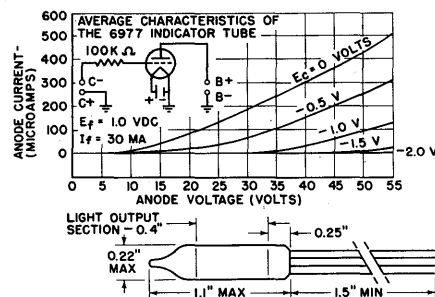 AVERAGE CHARACTERISTICS OF
THE 6977 INDICATOR TUBE
100K Ω
C-
C+
B+
B-
+ -
Ef = 1.0 VDC
If = 30 MA
Ec = 0 VOLTS
-0.5 V
-1.0 V
-1.5 V
-2.0 V
ANODE CURRENT-
(MICROAMPS)
600
500
400
300
200
100
0
0 5 10 15 20 25 30 35 40 45 50 55
ANODE VOLTAGE (VOLTS)
LIGHT OUTPUT
SECTION - 0.4"
0.25"
0.22"
MAX
1.1" MAX
1.5" MIN